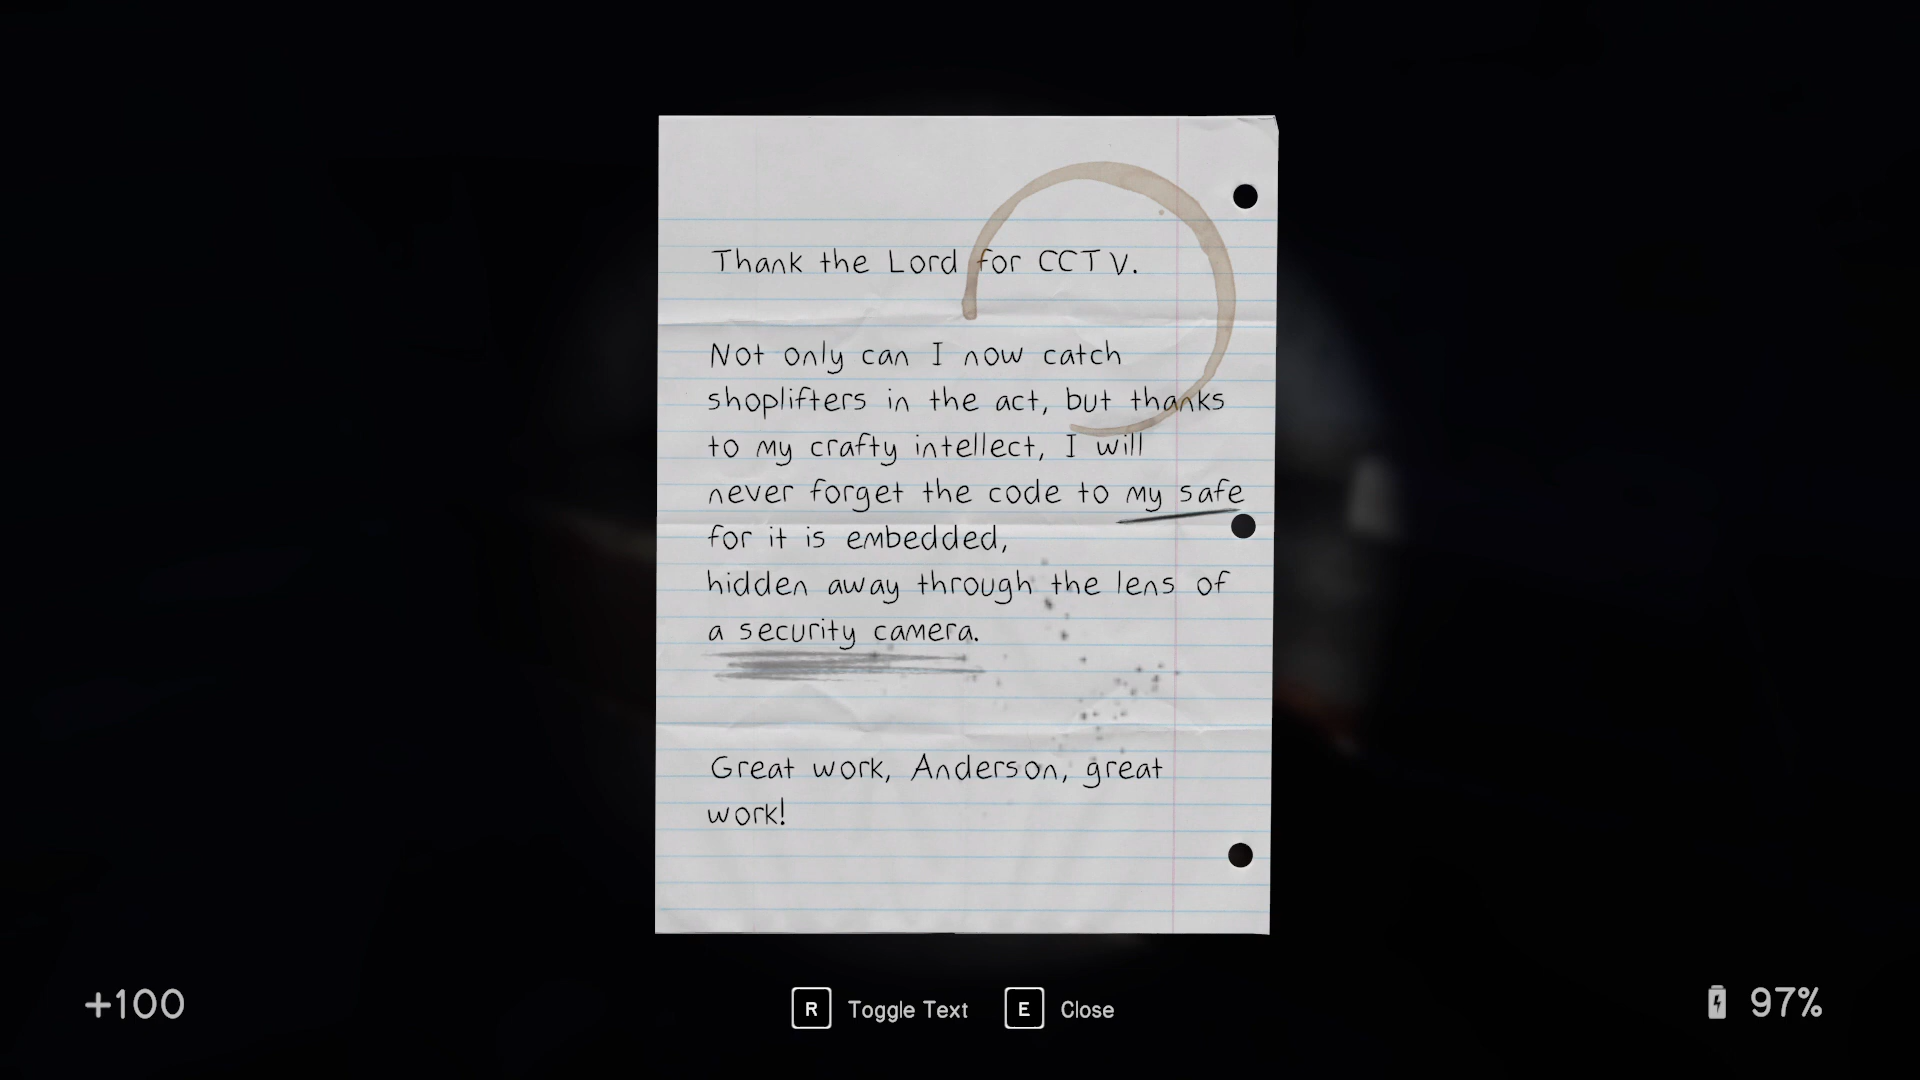 Thank the Lord for CCTV.
Not only can I now catch
shoplifters in the act, but thanks
to my crafty intellect, I will
never forget the code to my safe
for it is embedded,
hidden away through the lens of
a security camera.
Great work, Anderson, great
work!
+100
R Toggle Text E Close
97%